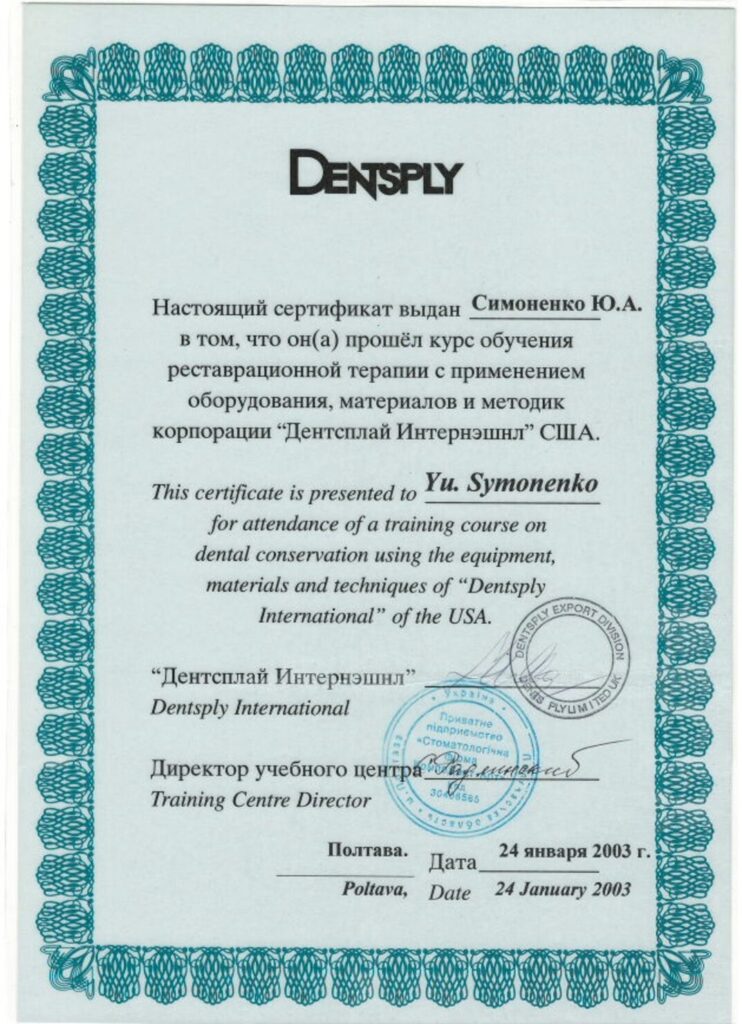 DENTSPLY
Настоящий сертификат выдан Симоненко Ю.А.
в том, что он(а) прошёл курс обучения
реставрационной терапии с применением
оборудования, материалов и методик
корпорации “Дентсплай Интернэшнл” США.
This certificate is presented to Yu. Symonenko
for attendance of a training course on
dental conservation using the equipment,
materials and techniques of “Dentsply
International” of the USA.
DENTSPLY EXPORT DIVISION
DENTSPLY LIMITED UK
“Дентсплай Интернэшнл”
Dentsply International
Україна
Приватне
підприємство
«Стоматологічна
фірма
Директор учебного центра
Training Centre Director
Полтава. Дата 24 января 2003 г.
Poltava, Date 24 January 2003